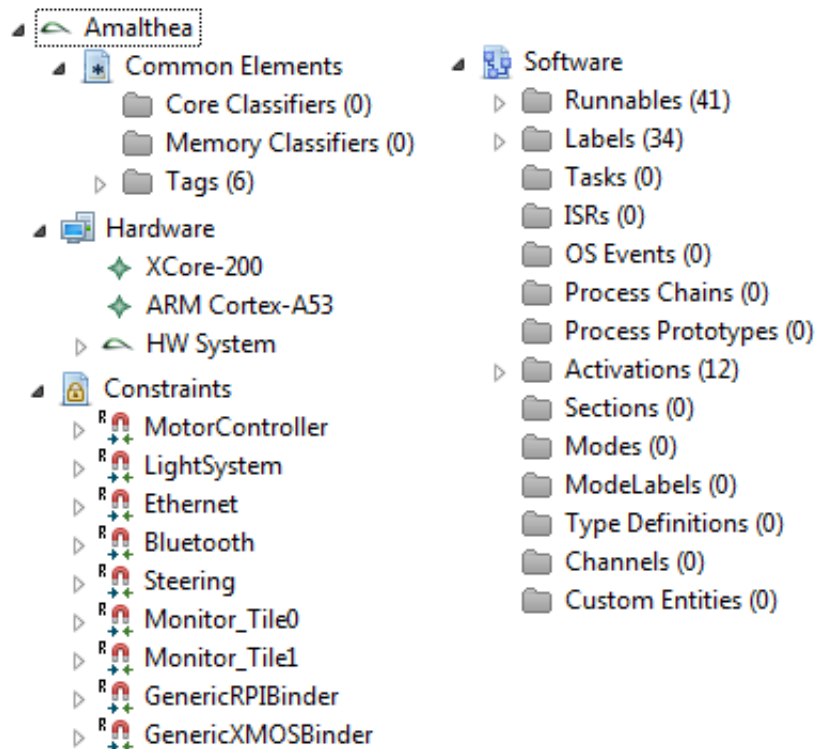 Amalthea
Common Elements
Core Classifiers (0)
Memory Classifiers (0)
Tags (6)
Hardware
XCore-200
ARM Cortex-A53
HW System
Constraints
R MotorController
R LightSystem
R Ethernet
R Bluetooth
R Steering
R Monitor_Tile0
R Monitor_Tile1
R GenericRPIBinder
R GenericXMOSBinder
Software
Runnables (41)
Labels (34)
Tasks (0)
ISRs (0)
OS Events (0)
Process Chains (0)
Process Prototypes (0)
Activations (12)
Sections (0)
Modes (0)
ModeLabels (0)
Type Definitions (0)
Channels (0)
Custom Entities (0)